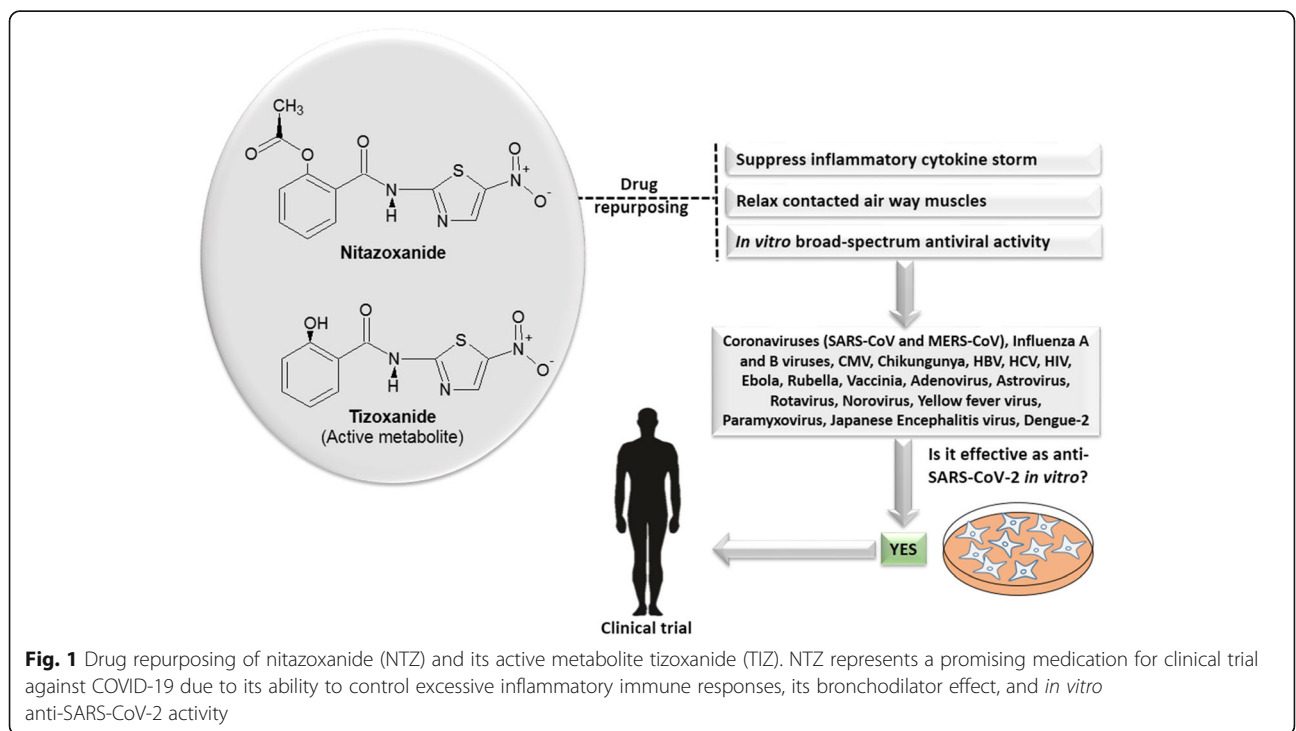 CH3
O
O
O
N
H
S
N
O
N+
O-
Nitazoxanide
OH
O
N
H
S
N
O
N+
O-
Tizoxanide
(Active metabolite)
Drug
repurposing
Suppress inflammatory cytokine storm
Relax contacted air way muscles
In vitro broad-spectrum antiviral activity
Coronaviruses (SARS-CoV and MERS-CoV), Influenza A
and B viruses, CMV, Chikungunya, HBV, HCV, HIV,
Ebola, Rubella, Vaccinia, Adenovirus, Astrovirus,
Rotavirus, Norovirus, Yellow fever virus,
Paramyxovirus, Japanese Encephalitis virus, Dengue-2
Is it effective as anti-
SARS-CoV-2 in vitro?
YES
Clinical trial
Fig. 1 Drug repurposing of nitazoxanide (NTZ) and its active metabolite tizoxanide (TIZ). NTZ represents a promising medication for clinical trial
against COVID-19 due to its ability to control excessive inflammatory immune responses, its bronchodilator effect, and in vitro
anti-SARS-CoV-2 activity